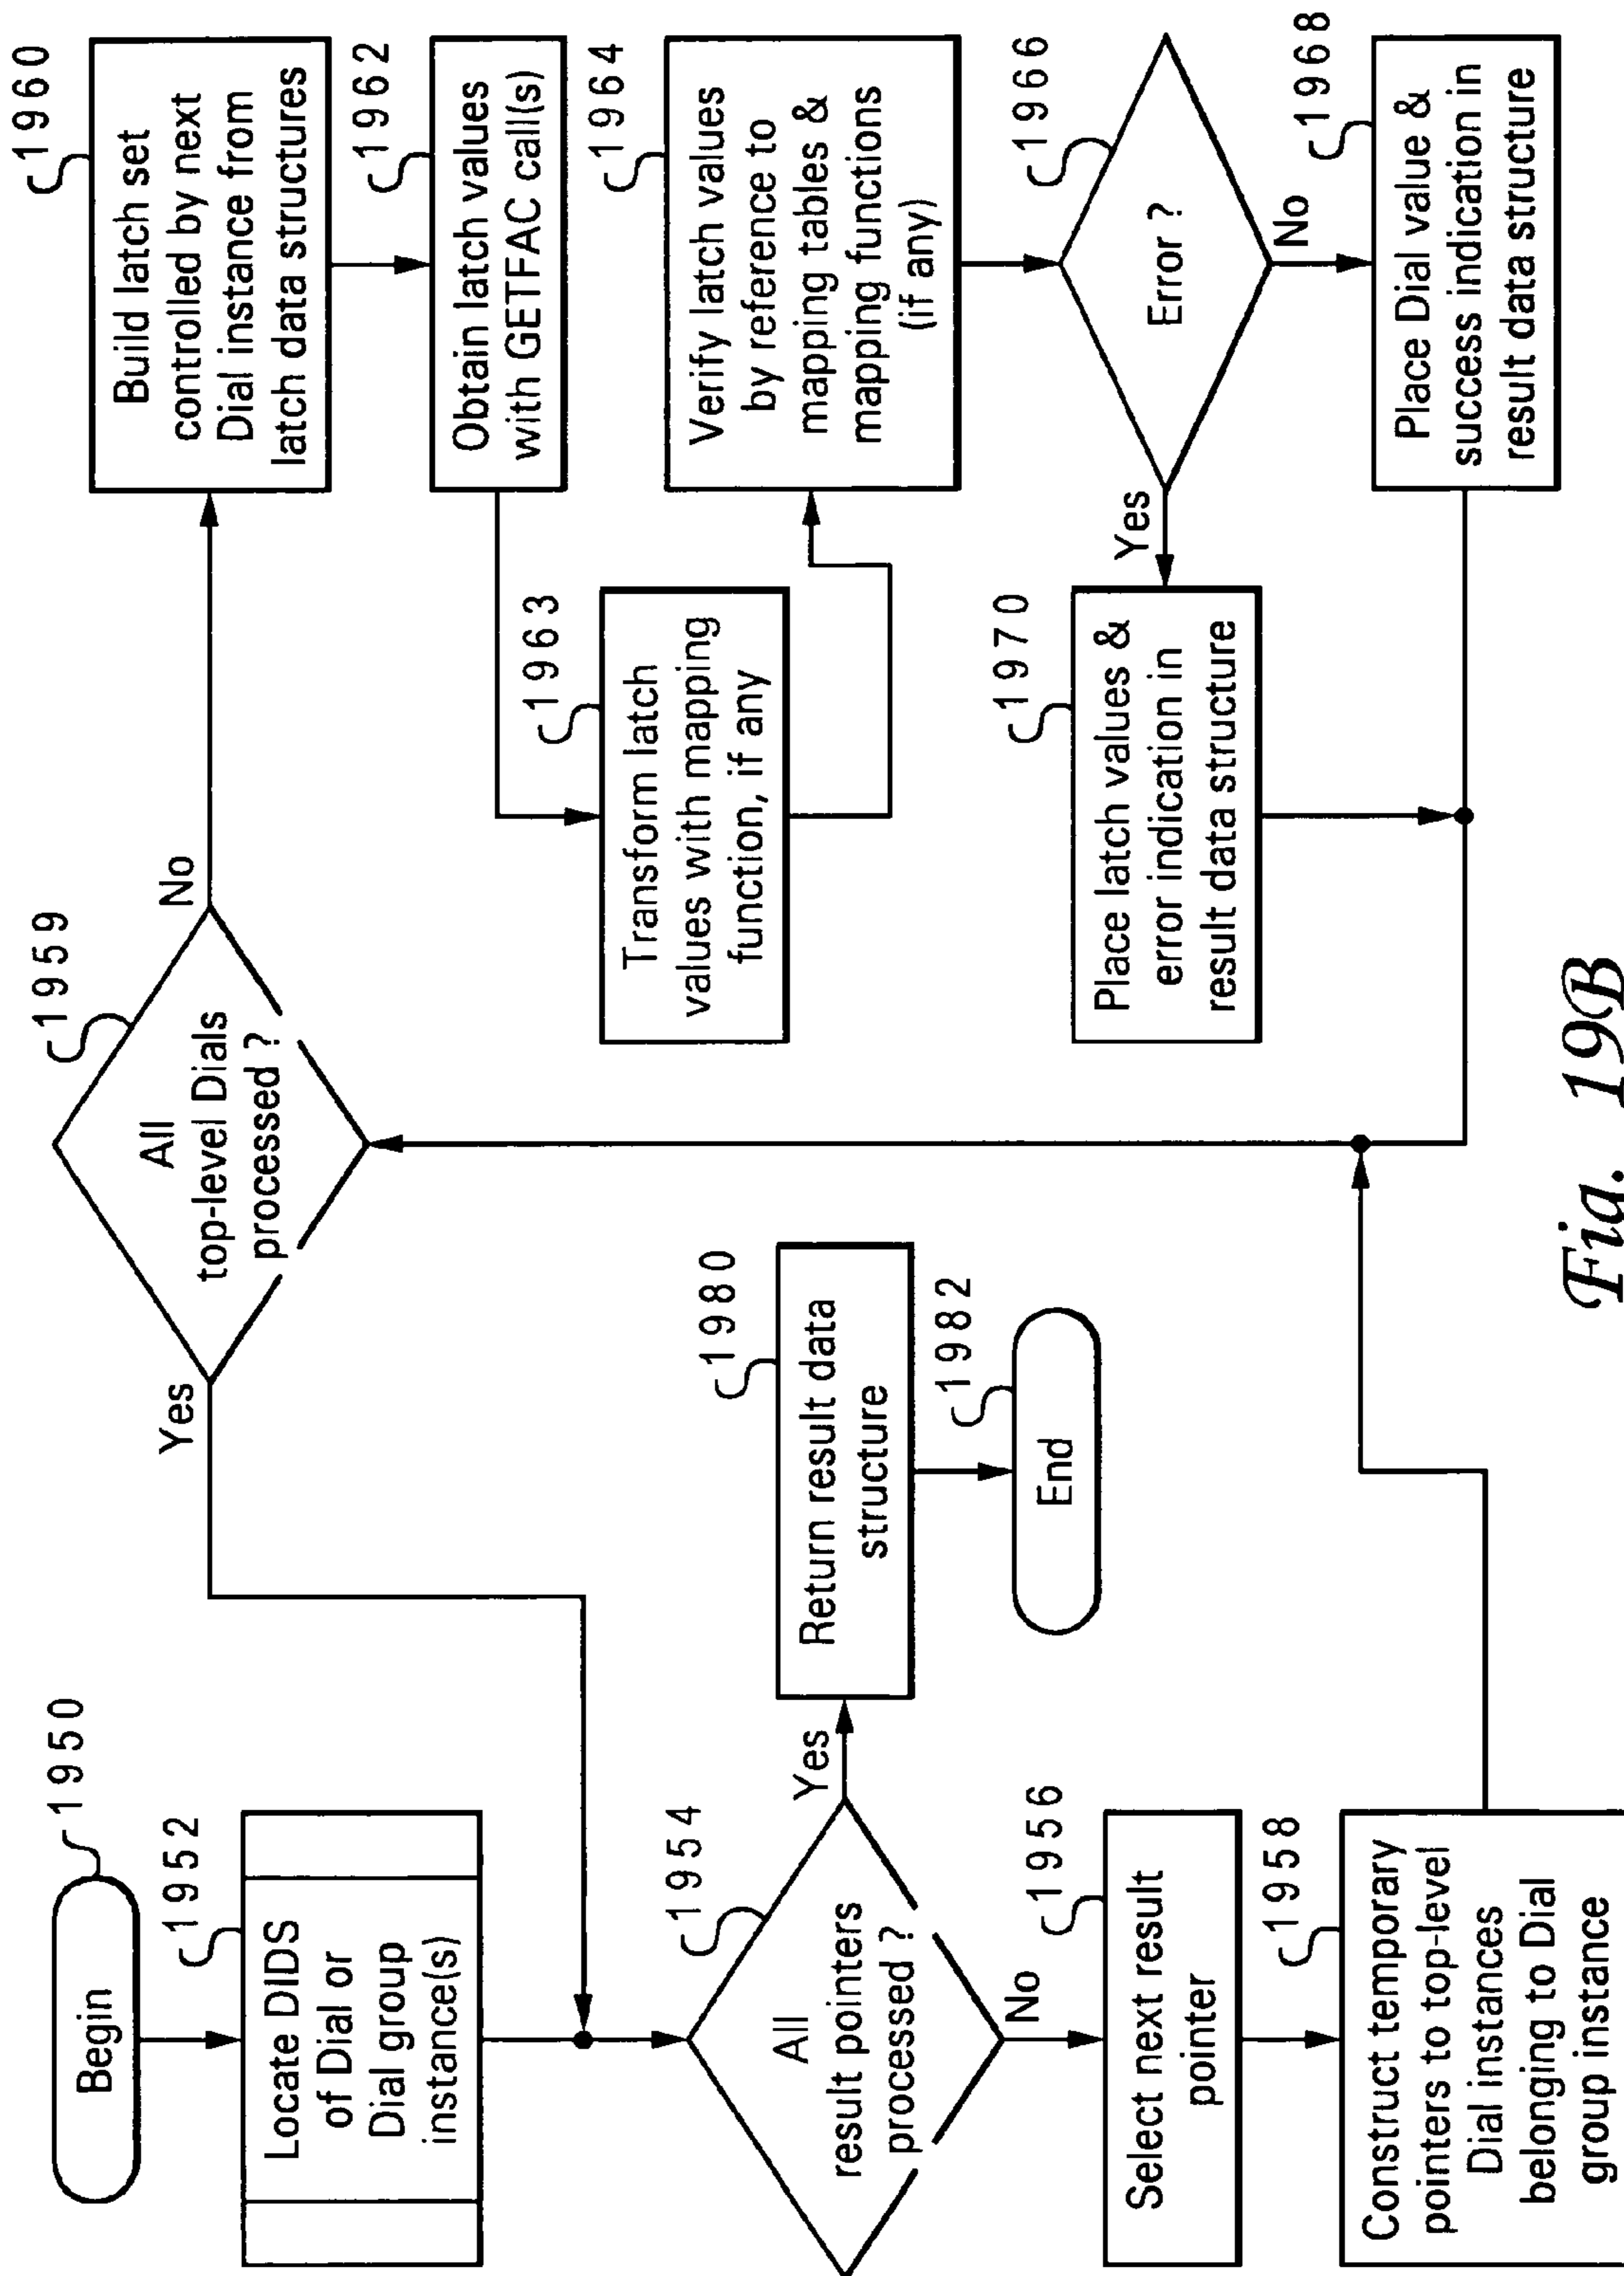 1950
Begin
1952
Locate DIDS
of Dial or
Dial group
instance(s)
1954
All
result pointers
processed ?
Yes
No
1956
Select next result
pointer
1958
Construct temporary
pointers to top-level
Dial instances
belonging to Dial
group instance
1980
Return result data
structure
1982
End
1959
All
top-level Dials
processed ?
Yes
No
1960
Build latch set
controlled by next
Dial instance from
latch data structures
1962
Obtain latch values
with GETFAC call(s)
1963
Transform latch
values with mapping
function, if any
1964
Verify latch values
by reference to
mapping tables &
mapping functions
(if any)
1966
Error ?
Yes
No
1970
Place latch values &
error indication in
result data structure
1968
Place Dial value &
success indication in
result data structure
Fig. 19B